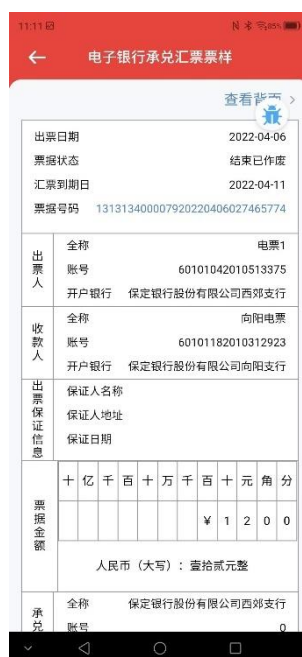 11:11
85%
电子银行承兑汇票票样
查看背面
出票日期 2022-04-06
票据状态 结束已作废
汇票到期日 2022-04-11
票据号码 131313400007920220406027465774
出票人
全称 电票1
账号 60101042010513375
开户银行 保定银行股份有限公司西郊支行
收款人
全称 向阳电票
账号 60101182010312923
开户银行 保定银行股份有限公司向阳支行
出票保证信息
保证人名称
保证人地址
保证日期
票据金额
十 亿 千 百 十 万 千 百 十 元 角 分
¥ 1 2 0 0
人民币（大写）：壹拾贰元整
承兑
全称 保定银行股份有限公司西郊支行
账号 0